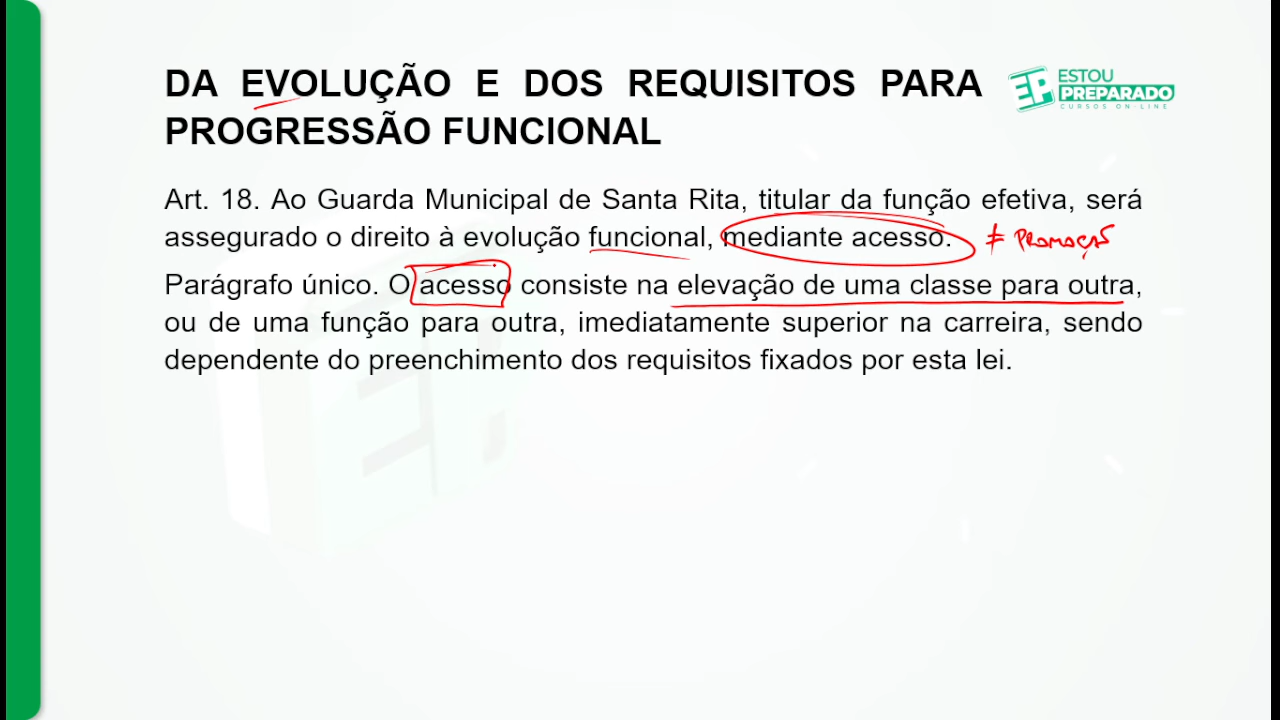 DA EVOLUÇÃO E DOS REQUISITOS PARA
PROGRESSÃO FUNCIONAL
EP ESTOU
PREPARADO
CURSOS ON-LINE
Art. 18. Ao Guarda Municipal de Santa Rita, titular da função efetiva, será
assegurado o direito à evolução funcional, mediante acesso. ≠ PROMOÇÃO
Parágrafo único. O acesso consiste na elevação de uma classe para outra,
ou de uma função para outra, imediatamente superior na carreira, sendo
dependente do preenchimento dos requisitos fixados por esta lei.